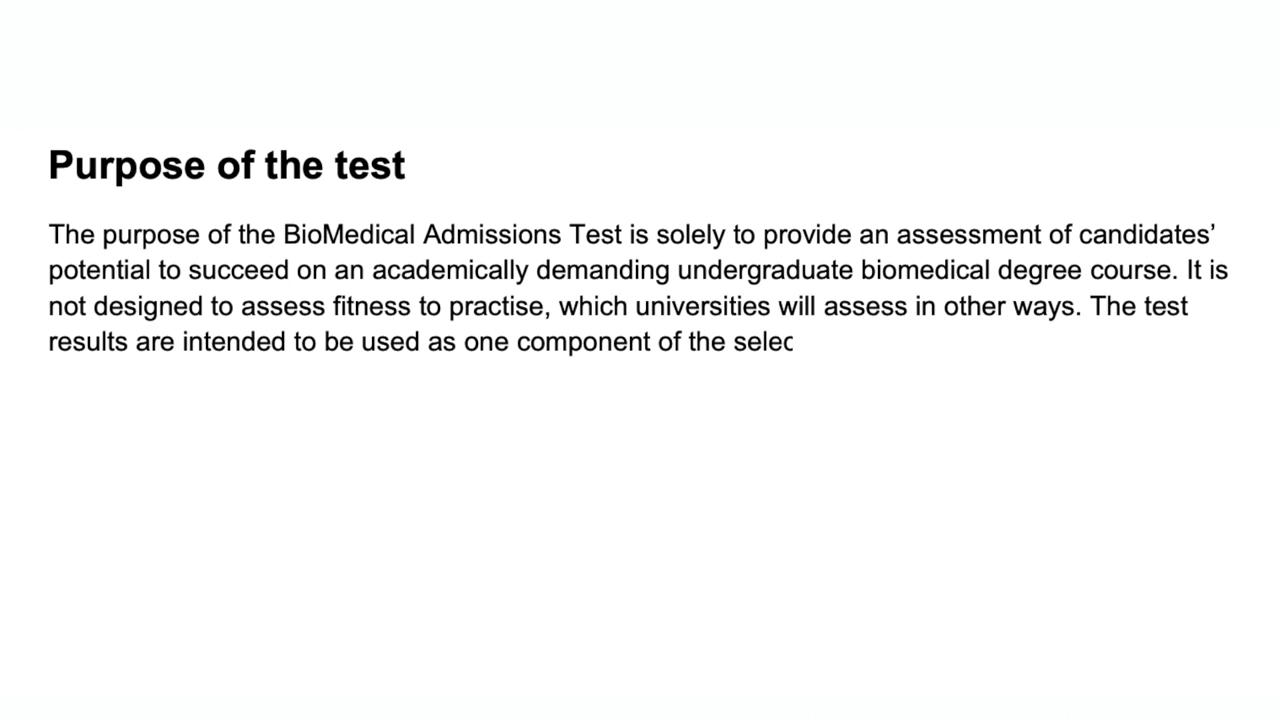 Purpose of the test
The purpose of the BioMedical Admissions Test is solely to provide an assessment of candidates’
potential to succeed on an academically demanding undergraduate biomedical degree course. It is
not designed to assess fitness to practise, which universities will assess in other ways. The test
results are intended to be used as one component of the selec